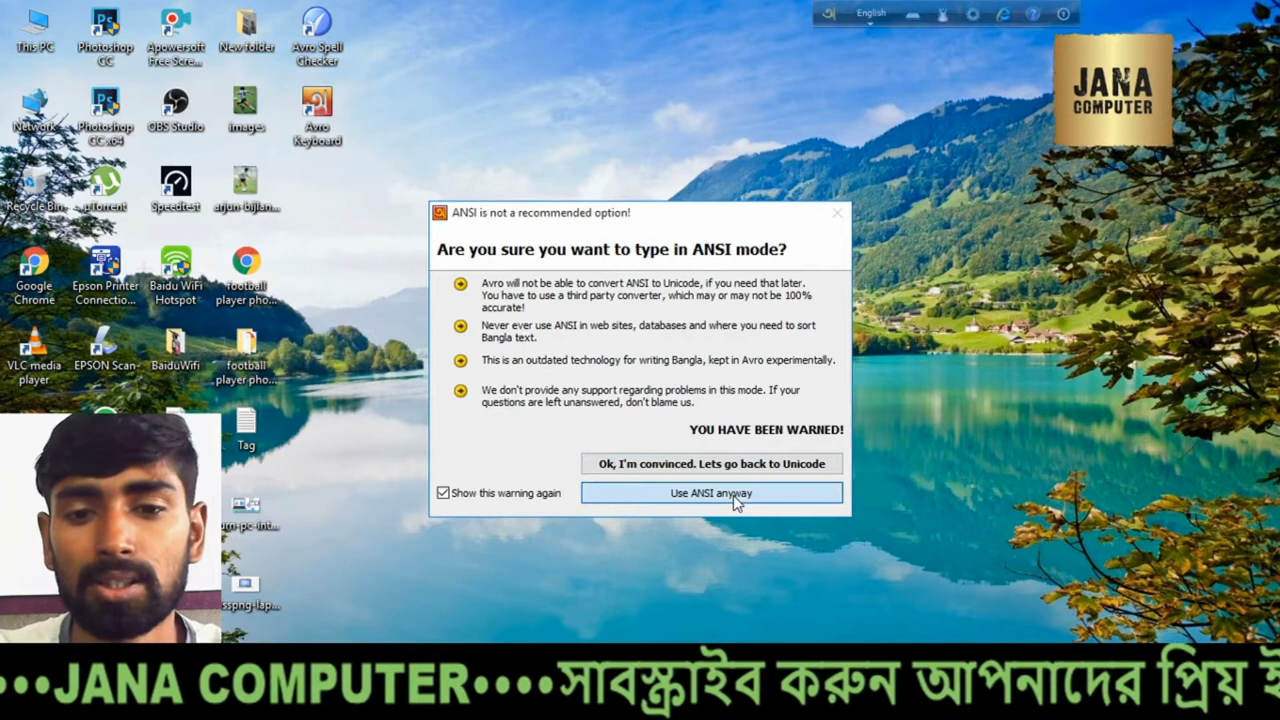 This PC
Photoshop CC
Apowersoft Free Scre...
New folder
Avro Spell Checker
English
Network
Photoshop CC x64
OBS Studio
images
Avro Keyboard
JANA
COMPUTER
Recycle Bin
µTorrent
Speedtest
arjun-bijlan...
Google Chrome
Epson Printer Connectio...
Baidu WiFi Hotspot
football player pho...
VLC media player
EPSON Scan
BaiduWifi
football player pho...
Tag
ANSI is not a recommended option!
Are you sure you want to type in ANSI mode?
Avro will not be able to convert ANSI to Unicode, if you need that later.
You have to use a third party converter, which may or may not be 100%
accurate!
Never ever use ANSI in web sites, databases and where you need to sort
Bangla text.
This is an outdated technology for writing Bangla, kept in Avro experimentally.
We don't provide any support regarding problems in this mode. If your
questions are left unanswered, don't blame us.
YOU HAVE BEEN WARNED!
Ok, I'm convinced. Lets go back to Unicode
Show this warning again
Use ANSI anyway
•••JANA COMPUTER••••সাবস্ক্রাইব করুন আপনাদের প্রিয়